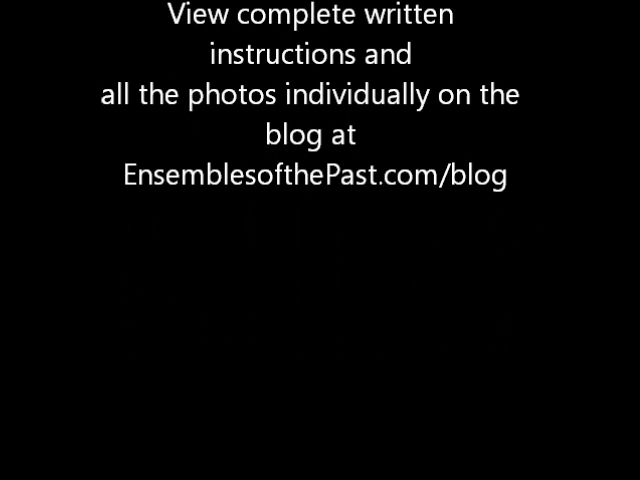 View complete written
instructions and
all the photos individually on the
blog at
EnsemblesofthePast.com/blog